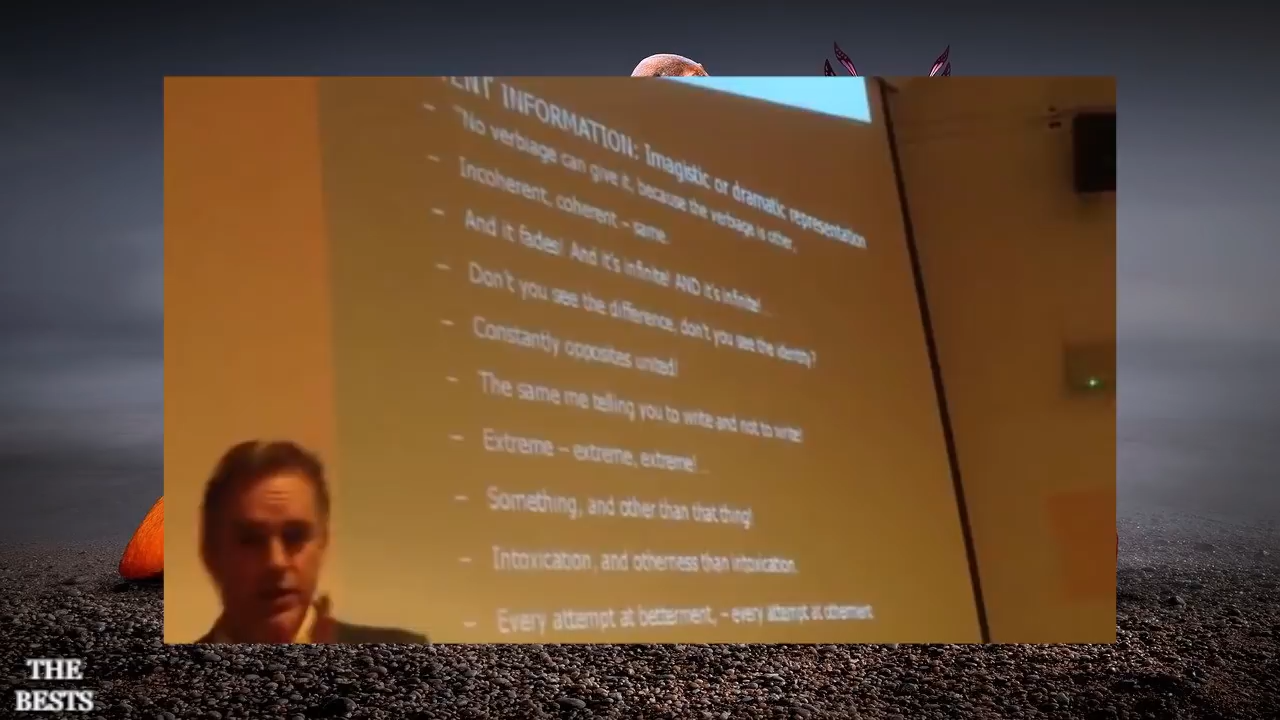 ENT INFORMATION: Imagistic or dramatic representation
– "No verbiage can give it, because the verbiage is other,
– Incoherent, coherent – same.
– And it fades! And it's infinite! AND it's infinite!...
– Don't you see the difference, don't you see the identity?
– Constantly opposites united!
– The same me telling you to write and not to write!
– Extreme – extreme, extreme!...
– Something, and other than that thing!
– Intoxication, and otherness than intoxication.
– Every attempt at betterment, – every attempt at otherment
THE
BESTS